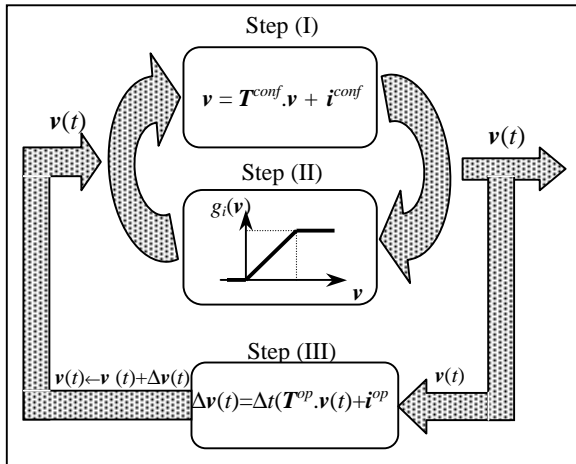 Step (I)
v = T^conf.v + i^conf
v(t)
v(t)
Step (II)
g_i(v)
v
Step (III)
v(t)←v (t)+Δv(t)
v(t)
Δv(t)=Δt(T^op.v(t)+i^op